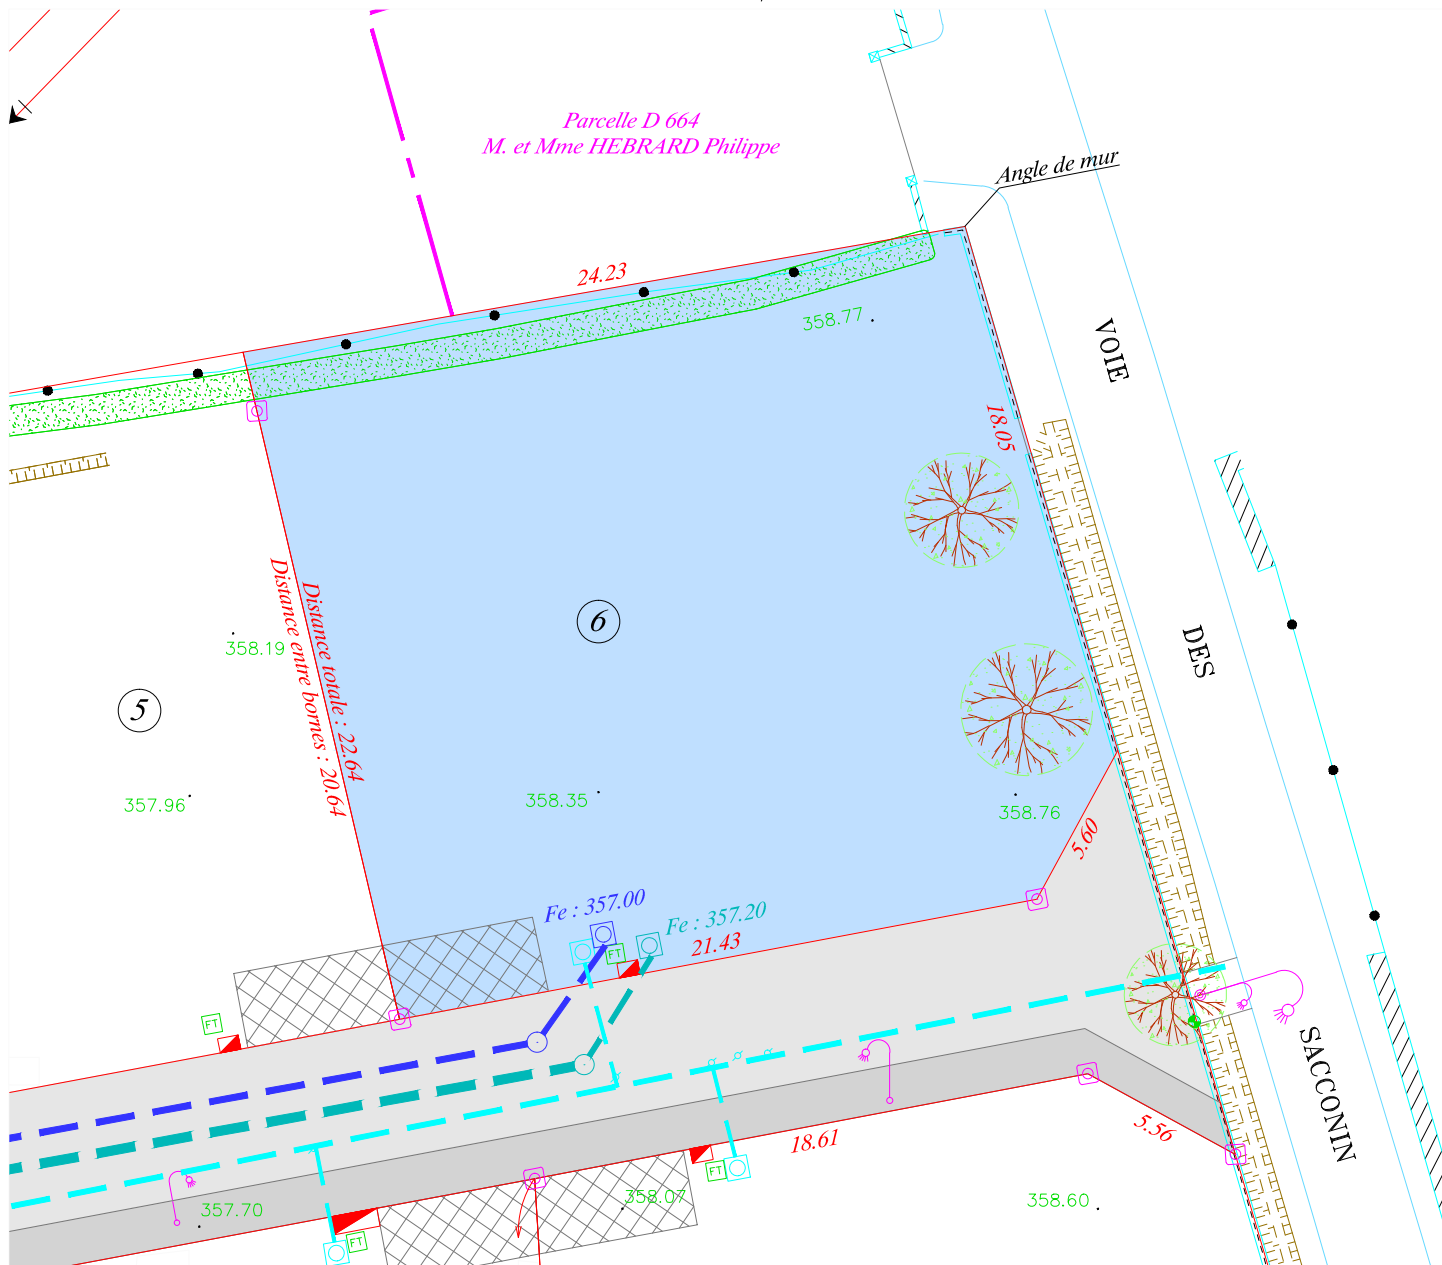 Parcelle D 664
M. et Mme HEBRARD Philippe
Angle de mur
24.23
358.77
VOIE
18.05
Distance totale : 22.64
Distance entre bornes : 20.64
6
358.19
DES
5
357.96
358.35
358.76
5.60
Fe : 357.00
Fe : 357.20
21.43
FT
FT
SACCONIN
18.61
5.56
FT
358.07
358.60
357.70
FT